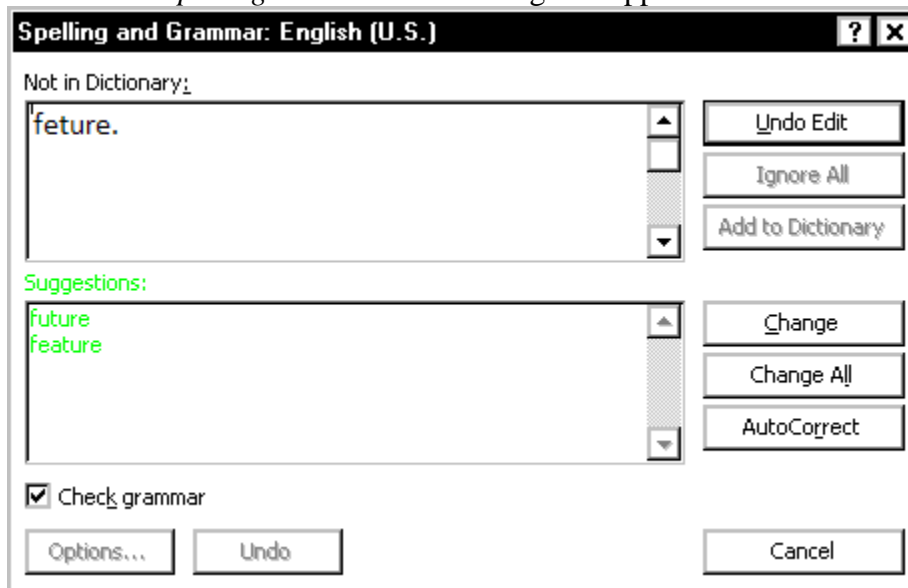 Spelling and Grammar: English (U.S.)
Not in Dictionary:
feture.
Undo Edit
Ignore All
Add to Dictionary
Suggestions:
future
feature
Change
Change All
AutoCorrect
Check grammar
Options...
Undo
Cancel